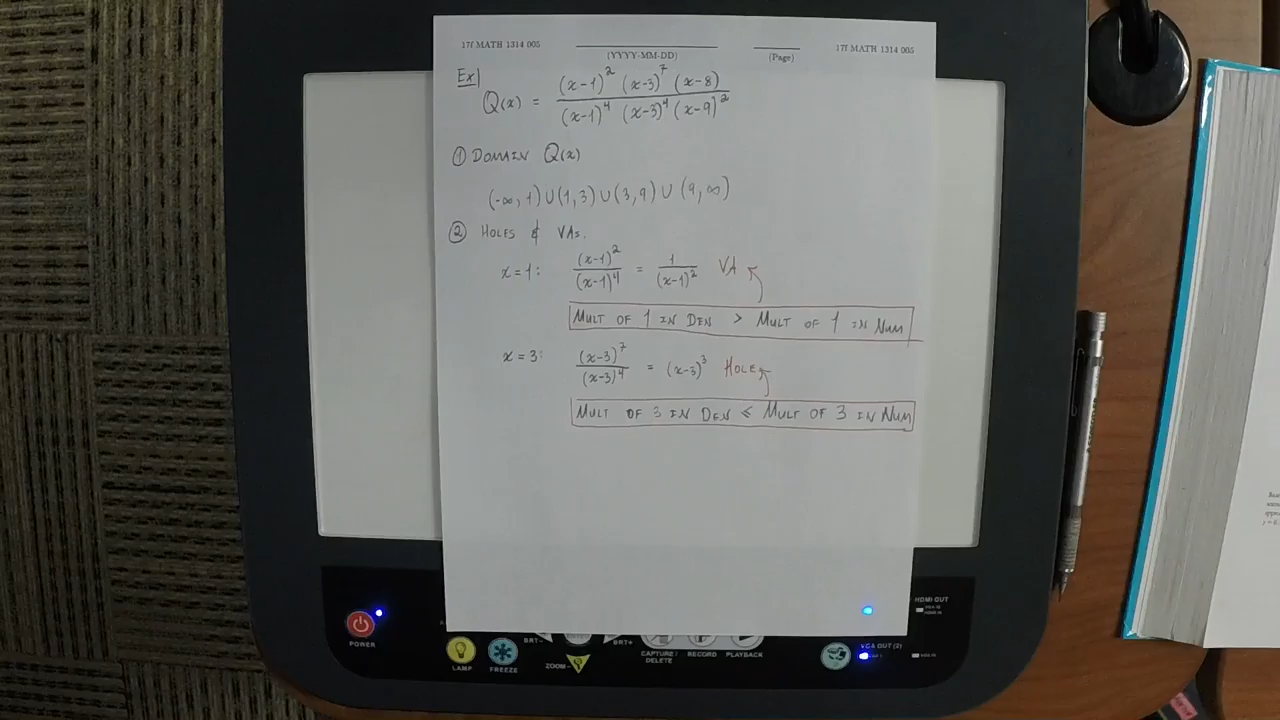 17f MATH 1314 005 (YYYY-MM-DD) (Page) 17f MATH 1314 005
Ex Q(x) = (x-1)^2 (x-3)^7 (x-8) / (x-1)^4 (x-3)^4 (x-9)^2
① DOMAIN Q(x)
(-∞, 1) ∪ (1, 3) ∪ (3, 9) ∪ (9, ∞)
② HOLES & VAs.
x = 1: (x-1)^2 / (x-1)^4 = 1 / (x-1)^2 VA
MULT OF 1 IN DEN > MULT OF 1 IN NUM
x = 3: (x-3)^7 / (x-3)^4 = (x-3)^3 HOLE
MULT OF 3 IN DEN ≤ MULT OF 3 IN NUM
POWER
LAMP
FREEZE
BRT-
BRT+
ZOOM-
CAPTURE/
DELETE
RECORD
PLAYBACK
HDMI OUT
VGA OUT (2)